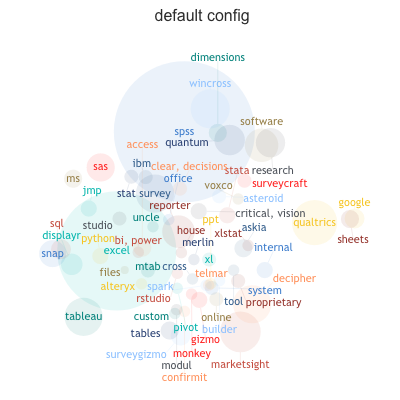 default config
dimensions
wincross
software
spss
quantum
access
ibm
clear, decisions
sas
ms
office
stata
research
voxco
surveycraft
jmp
stat
survey
asteroid
google
reporter
critical, vision
sql
studio
uncle
ppt
askia
qualtrics
displayr
python
bi, power
house
xlstat
sheets
merlin
internal
snap
excel
xl
mtab
cross
files
telmar
decipher
alteryx
spark
system
rstudio
tool
proprietary
tableau
custom
online
pivot
builder
tables
gizmo
surveygizmo
monkey
modul
marketsight
confirmit